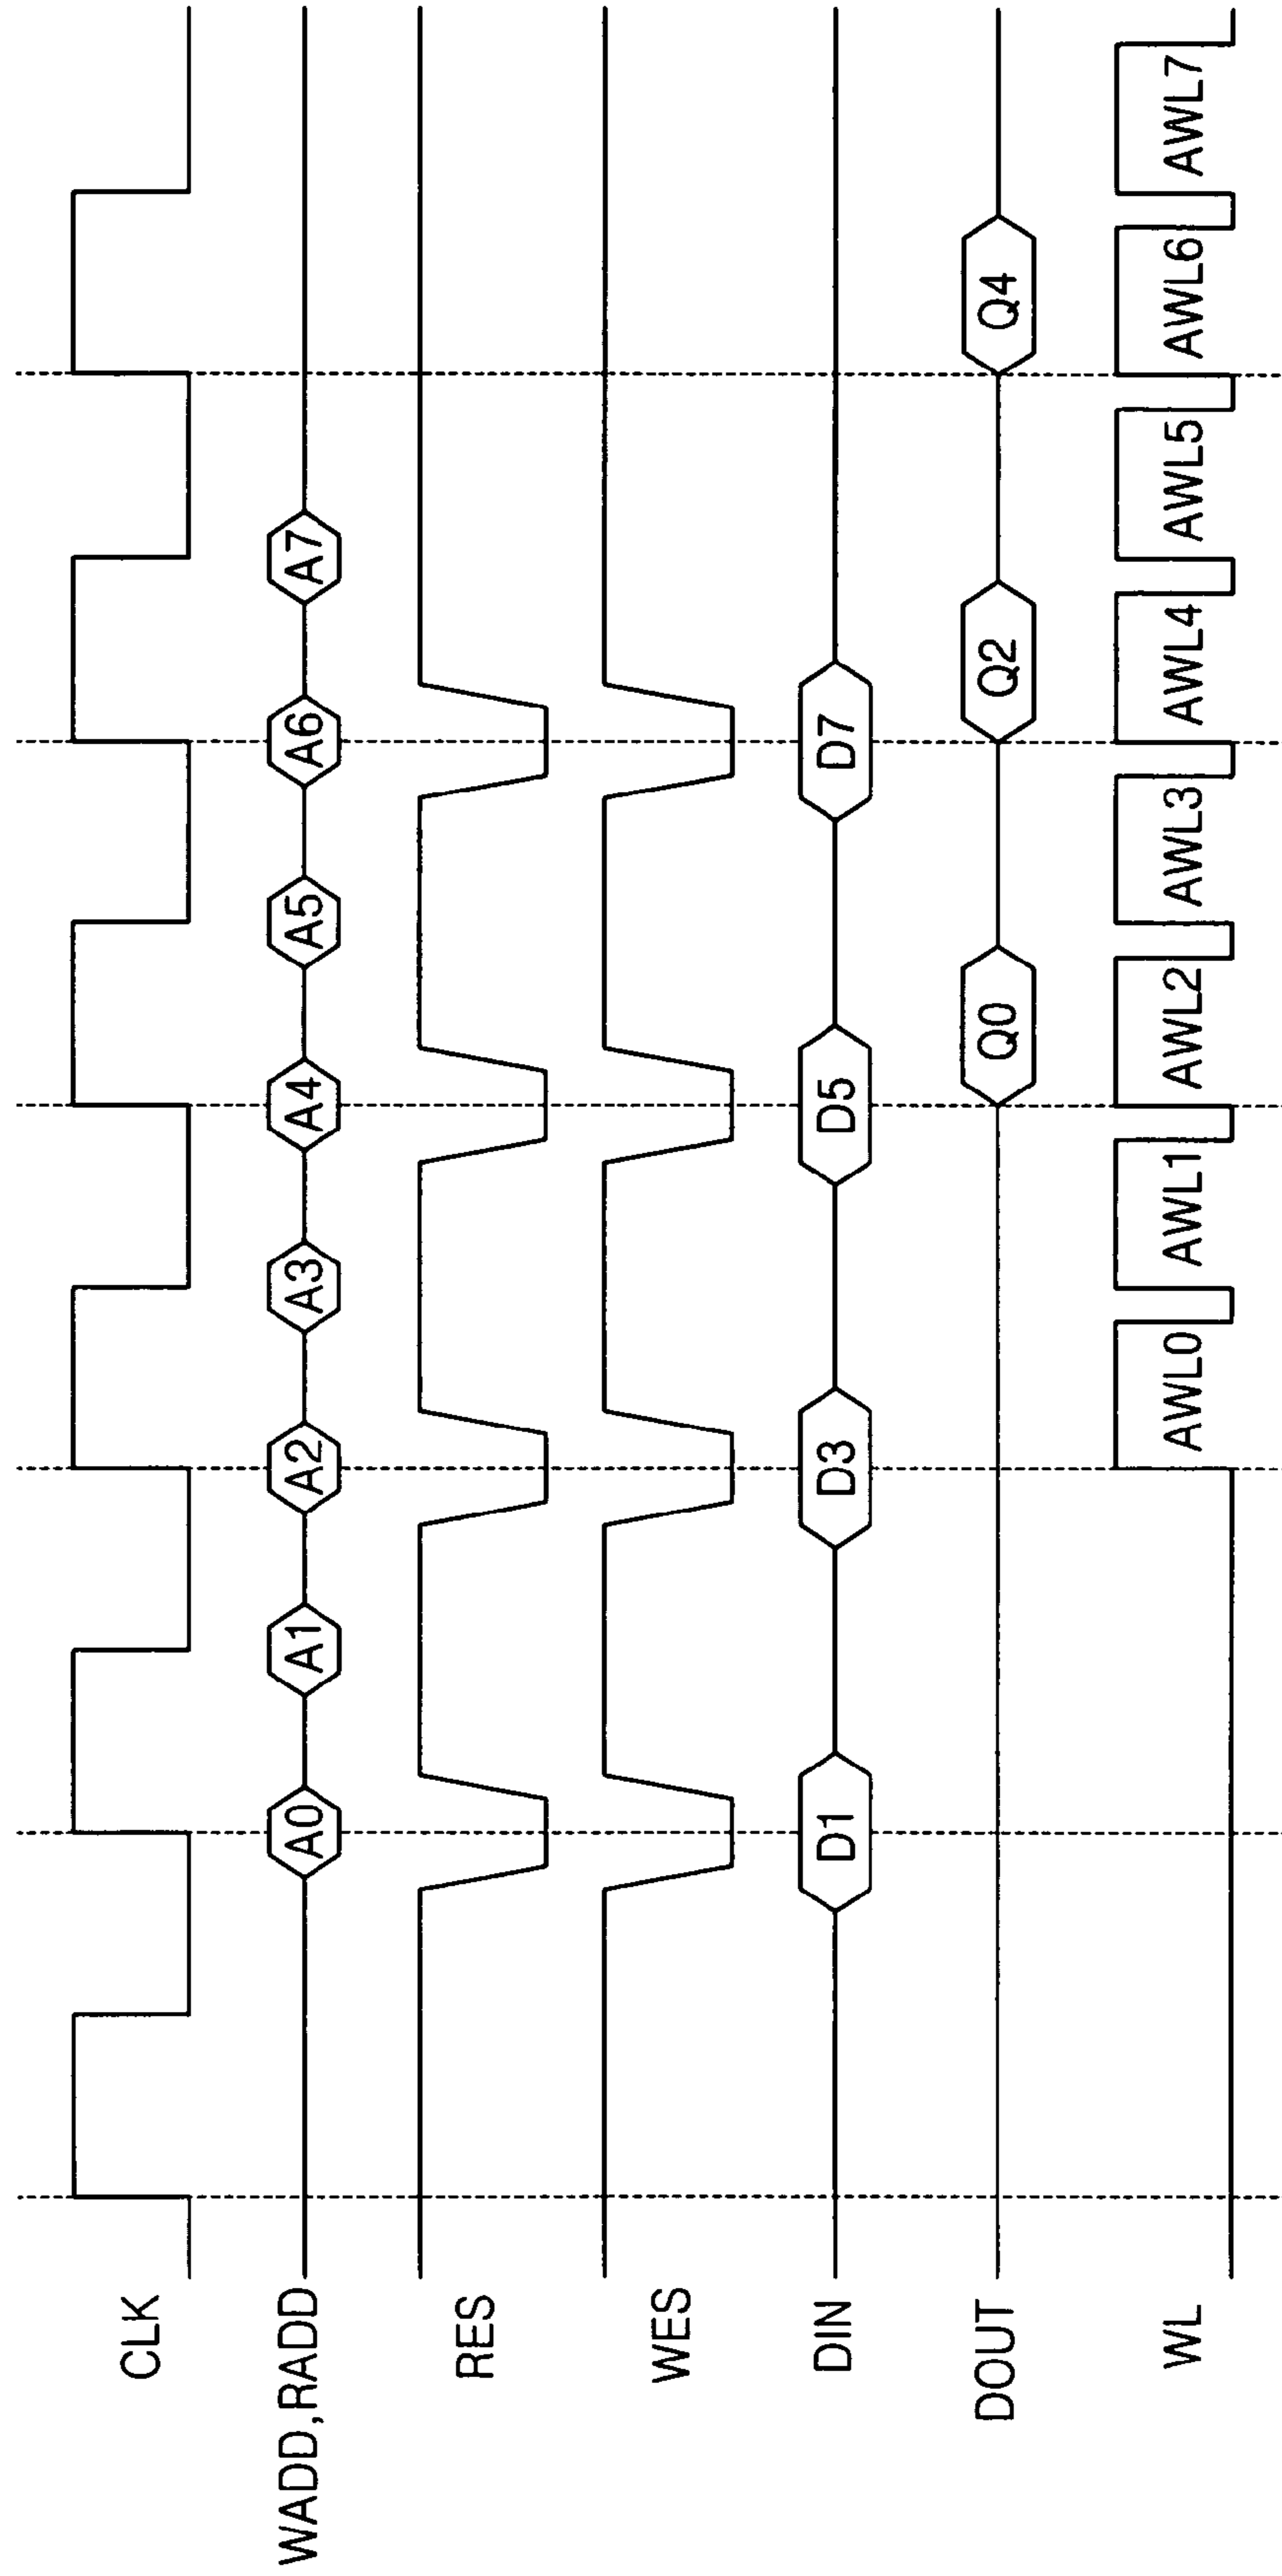 CLK
WADD,RADD A0 A1 A2 A3 A4 A5 A6 A7
RES
WES
DIN D1 D3 D5 D7
DOUT Q0 Q2 Q4
WL AWL0 AWL1 AWL2 AWL3 AWL4 AWL5 AWL6 AWL7